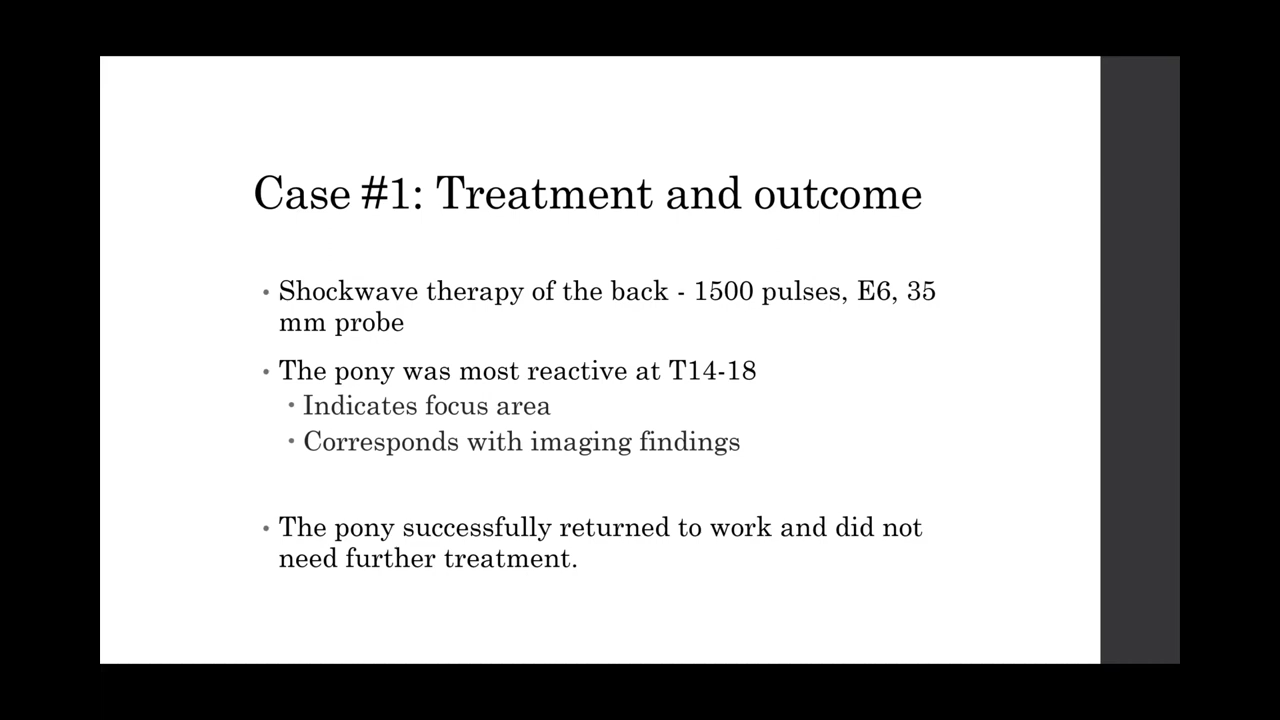 Case #1: Treatment and outcome
• Shockwave therapy of the back - 1500 pulses, E6, 35
mm probe
• The pony was most reactive at T14-18
• Indicates focus area
• Corresponds with imaging findings
• The pony successfully returned to work and did not
need further treatment.